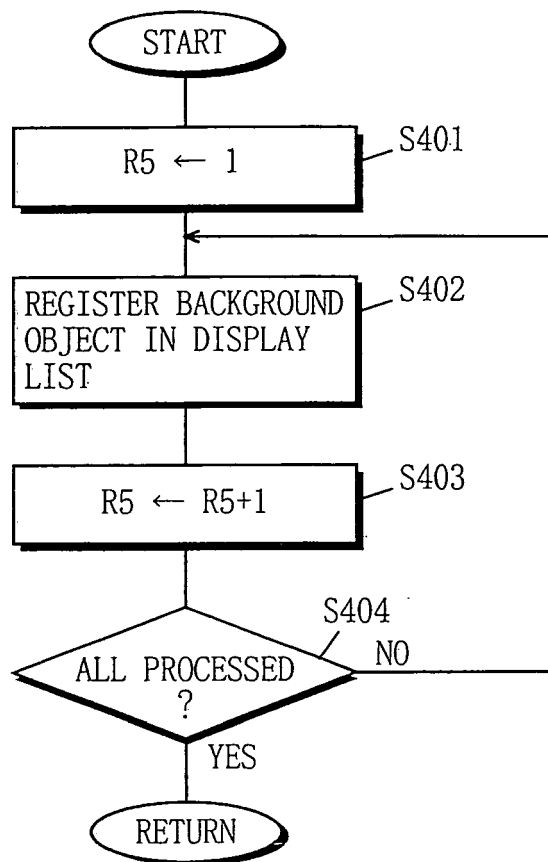 START
R5 ← 1
S401
REGISTER BACKGROUND
OBJECT IN DISPLAY
LIST
S402
R5 ← R5+1
S403
S404
ALL PROCESSED
?
NO
YES
RETURN